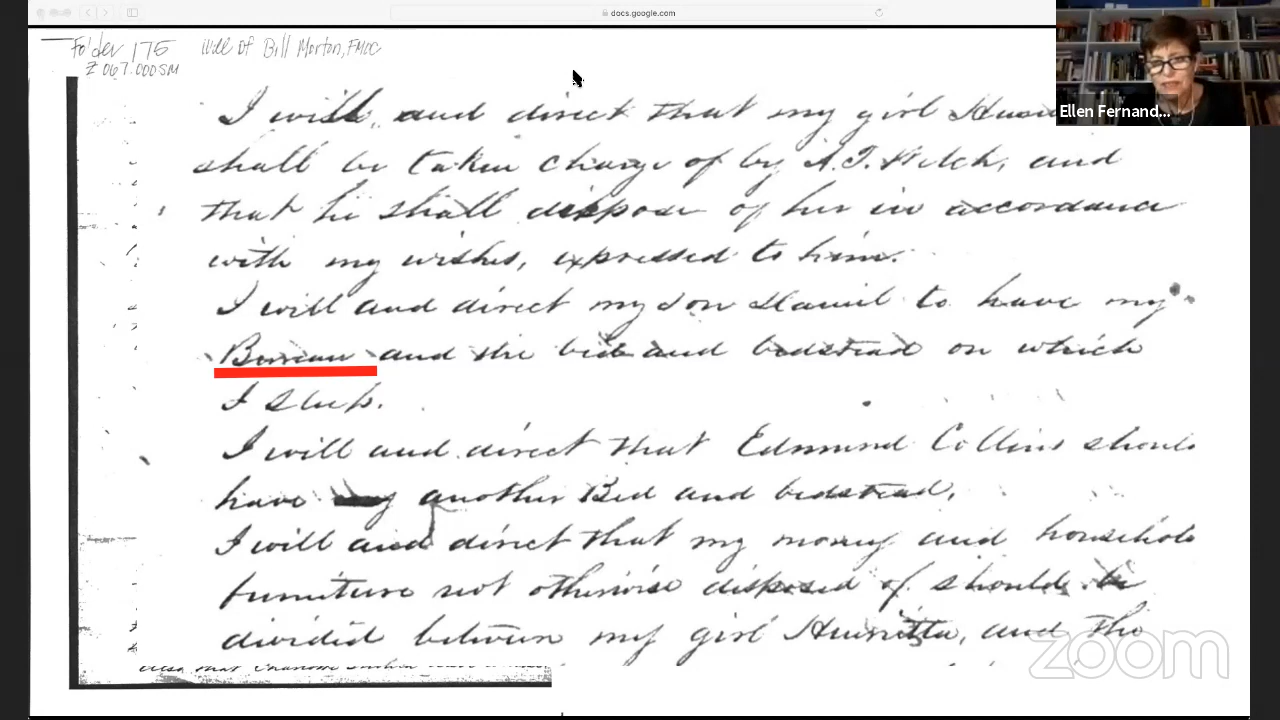 docs.google.com
Folder 175 Will of Bill Morton, FMOC
Z 067.000SM
Ellen Fernand...
I will, and direct that my girl
shall be taken charge of by A.T. Welch, and
that he shall dispose of her in accordance
with my wishes, expressed to him.
I will and direct my son Daniel to have my
Bureau and the bed and bedstead on which
I sleep.
I will and direct that Edmund Collins should
have another Bed and bedstead,
I will and direct that my money and household
furniture not otherwise disposed of should be
divided between my girl Henrietta, and the
zoom